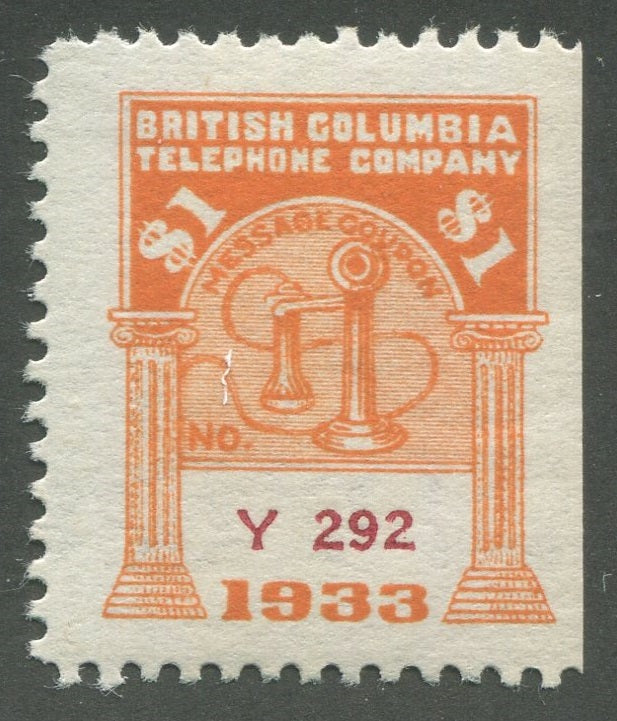 BRITISH COLUMBIA
TELEPHONE COMPANY
$1 $1
MESSAGE COUPON
NO.
Y 292
1933